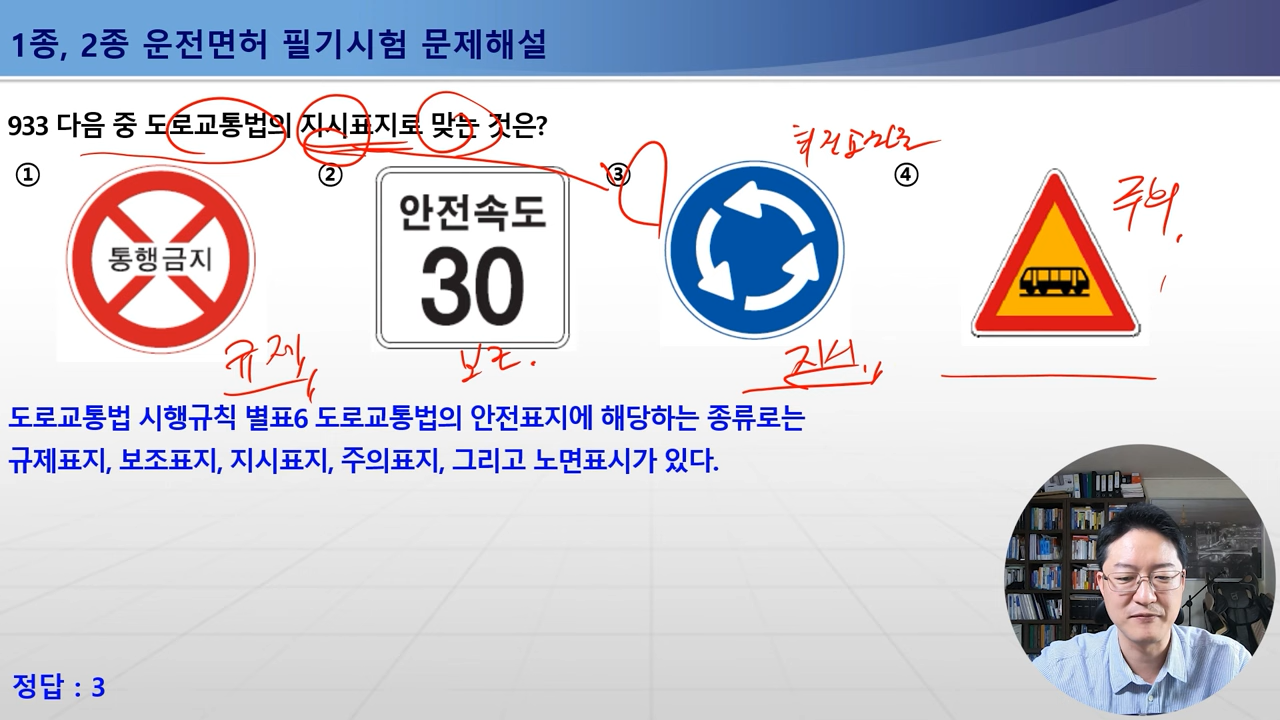 1종, 2종 운전면허 필기시험 문제해설
933 다음 중 도로교통법의 지시표지로 맞는 것은?
① ② ③ ④
통행금지
안전속도
30
회전교차로
주의
규제
보조
지시
도로교통법 시행규칙 별표6 도로교통법의 안전표지에 해당하는 종류로는
규제표지, 보조표지, 지시표지, 주의표지, 그리고 노면표시가 있다.
정답 : 3